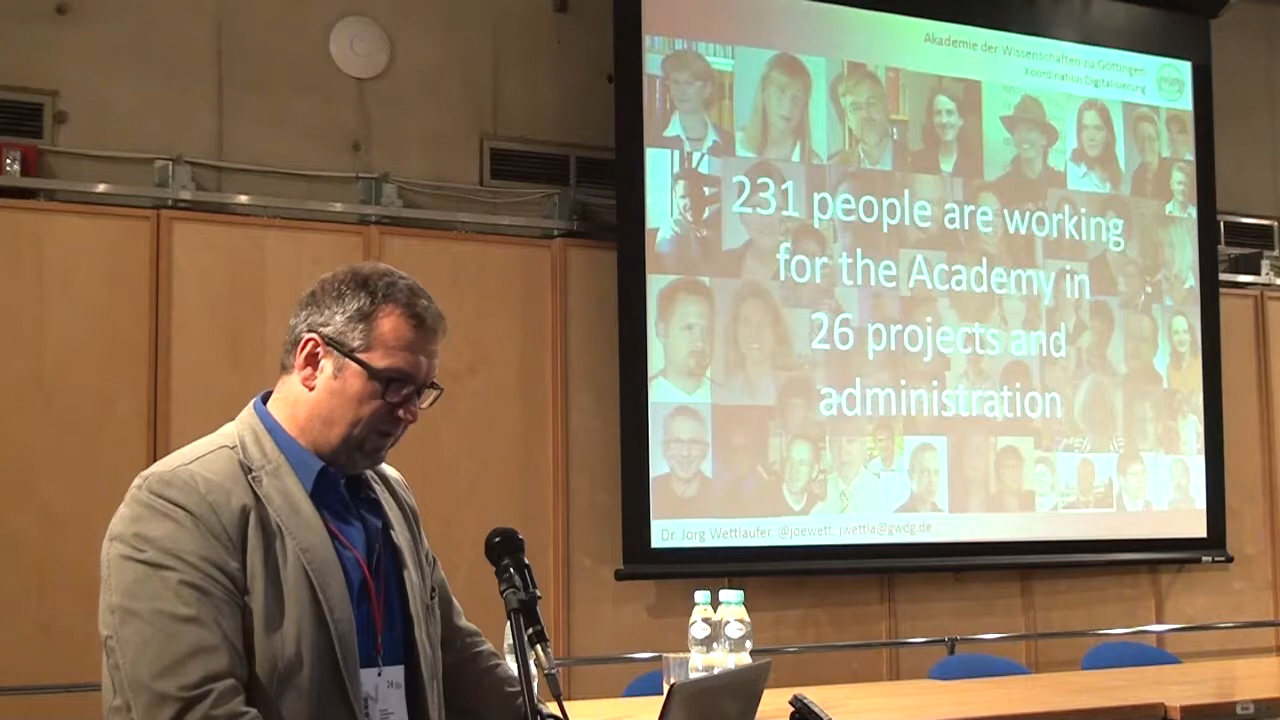 Akademie der Wissenschaften zu Göttingen
Koordination Digitalisierung
231 people are working
for the Academy in
26 projects and
administration
Dr. Jörg Wettlaufer, @joewett, jwettla@gwdg.de